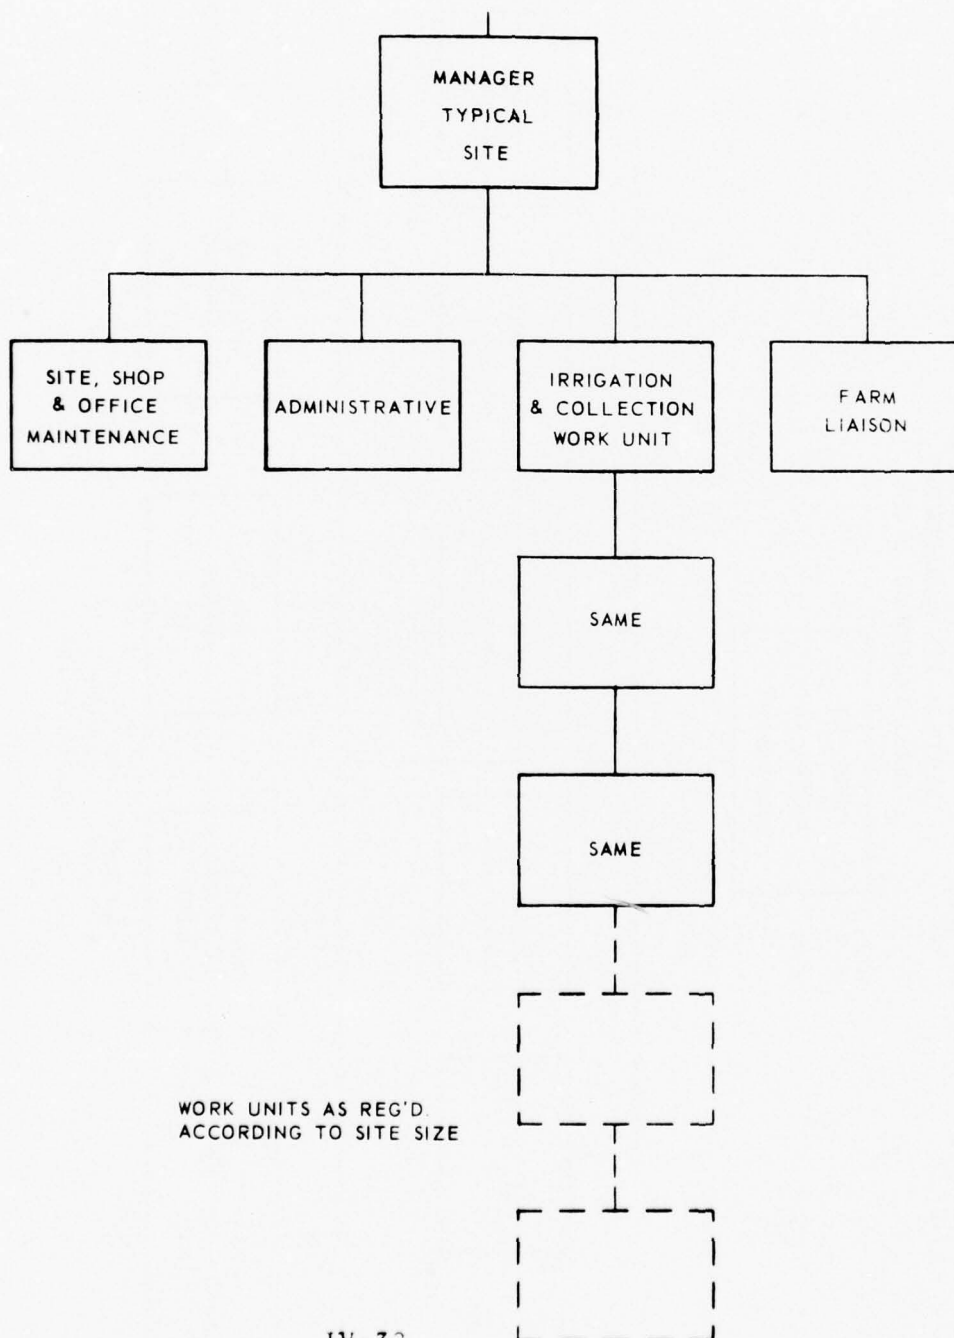 MANAGER
TYPICAL
SITE
SITE, SHOP
& OFFICE
MAINTENANCE
ADMINISTRATIVE
IRRIGATION
& COLLECTION
WORK UNIT
FARM
LIAISON
SAME
SAME
WORK UNITS AS REG'D.
ACCORDING TO SITE SIZE